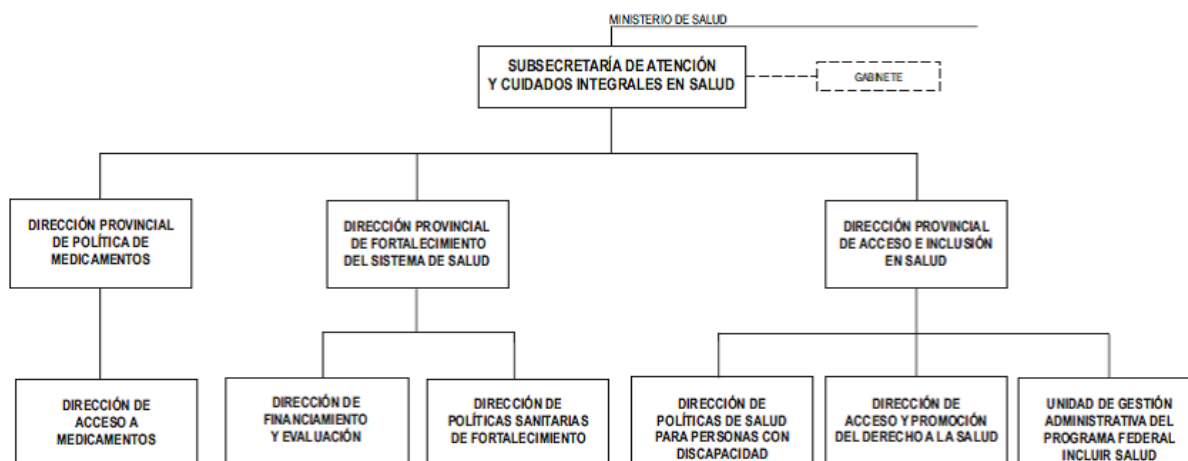 MINISTERIO DE SALUD
SUBSECRETARÍA DE ATENCIÓN
Y CUIDADOS INTEGRALES EN SALUD
GABINETE
DIRECCIÓN PROVINCIAL
DE POLÍTICA DE
MEDICAMENTOS
DIRECCIÓN PROVINCIAL
DE FORTALECIMIENTO
DEL SISTEMA DE SALUD
DIRECCIÓN PROVINCIAL
DE ACCESO E INCLUSIÓN
EN SALUD
DIRECCIÓN DE
ACCESO A
MEDICAMENTOS
DIRECCIÓN DE
FINANCIAMIENTO
Y EVALUACIÓN
DIRECCIÓN DE
POLÍTICAS SANITARIAS
DE FORTALECIMIENTO
DIRECCIÓN DE
POLÍTICAS DE SALUD
PARA PERSONAS CON
DISCAPACIDAD
DIRECCIÓN DE
ACCESO Y PROMOCIÓN
DEL DERECHO A LA SALUD
UNIDAD DE GESTIÓN
ADMINISTRATIVA DEL
PROGRAMA FEDERAL
INCLUIR SALUD